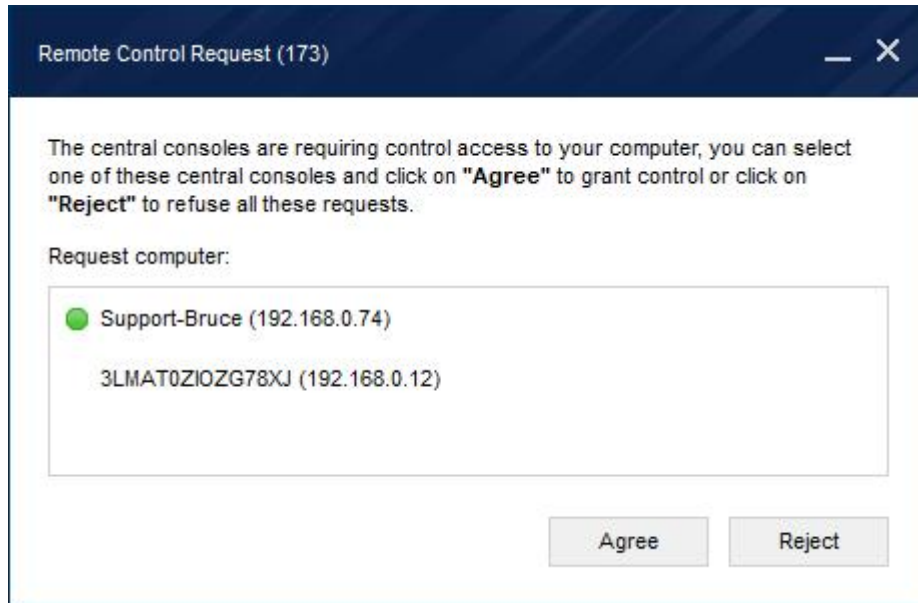 Remote Control Request (173)
The central consoles are requiring control access to your computer, you can select
one of these central consoles and click on "Agree" to grant control or click on
"Reject" to refuse all these requests.
Request computer:
Support-Bruce (192.168.0.74)
3LMAT0ZIOZG78XJ (192.168.0.12)
Agree
Reject